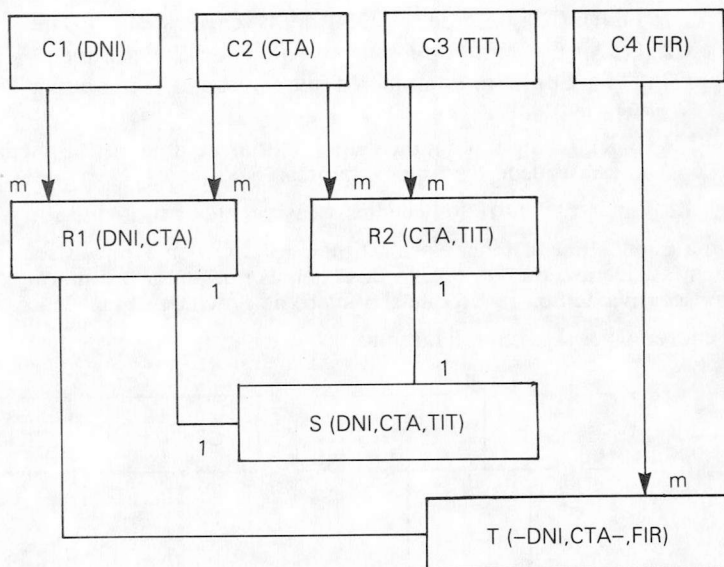 C1 (DNI)
C2 (CTA)
C3 (TIT)
C4 (FIR)
m
m
m
m
R1 (DNI,CTA)
R2 (CTA,TIT)
1
1
1
1
S (DNI,CTA,TIT)
m
T (–DNI,CTA–,FIR)